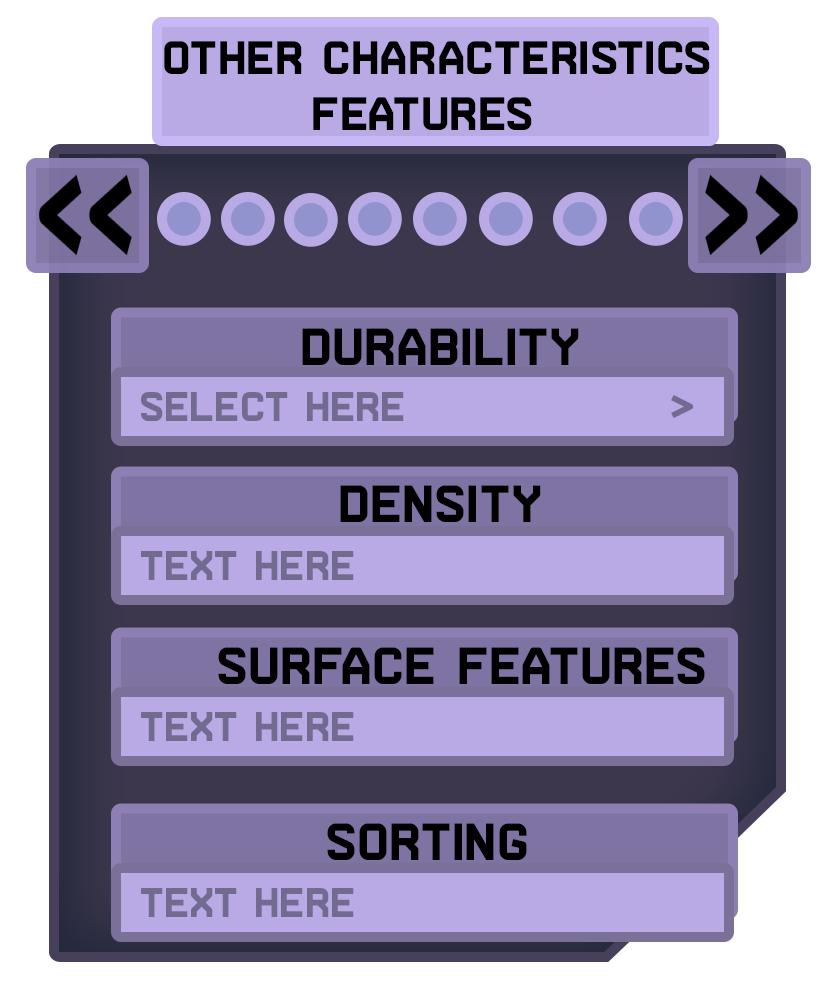 OTHER CHARACTERISTICS
FEATURES
<< >>
DURABILITY
SELECT HERE >
DENSITY
TEXT HERE
SURFACE FEATURES
TEXT HERE
SORTING
TEXT HERE